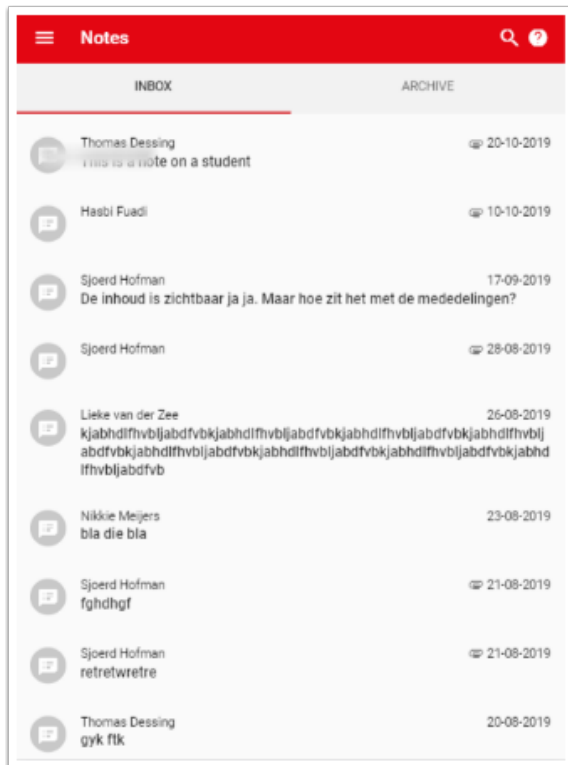 Notes
INBOX
ARCHIVE
Thomas Dessing
20-10-2019
This is a note on a student
Hasbi Fuadi
10-10-2019
Sjoerd Hofman
17-09-2019
De inhoud is zichtbaar ja ja. Maar hoe zit het met de mededelingen?
Sjoerd Hofman
28-08-2019
Lieke van der Zee
26-08-2019
kjabhdlfhvbljabdfvbkjabhdlfhvbljabdfvbkjabhdlfhvbljabdfvbkjabhdlfhvblj
abdfvbkjabhdlfhvbljabdfvbkjabhdlfhvbljabdfvbkjabhdlfhvbljabdfvbkjabhd
lfhvbljabdfvb
Nikkie Meijers
23-08-2019
bla die bla
Sjoerd Hofman
21-08-2019
fghdhgf
Sjoerd Hofman
21-08-2019
retretwretre
Thomas Dessing
20-08-2019
gyk ftk